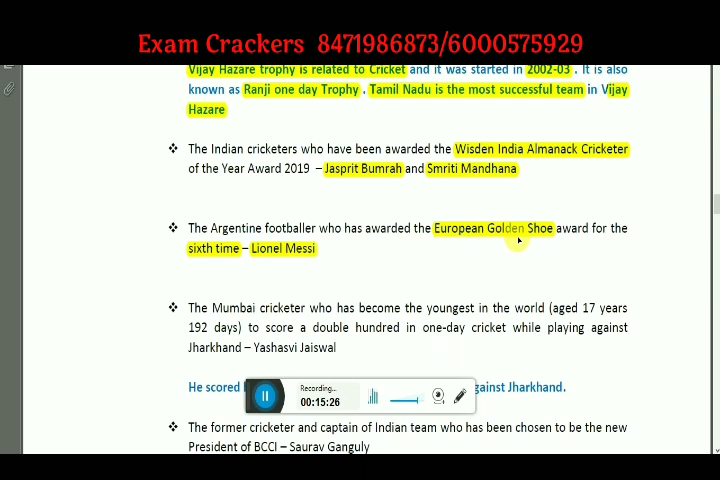 Exam Crackers 8471986873/6000575929
Vijay Hazare trophy is related to Cricket and it was started in 2002-03 . It is also
known as Ranji one day Trophy . Tamil Nadu is the most successful team in Vijay
Hazare
❖ The Indian cricketers who have been awarded the Wisden India Almanack Cricketer
of the Year Award 2019 – Jasprit Bumrah and Smriti Mandhana
❖ The Argentine footballer who has awarded the European Golden Shoe award for the
sixth time – Lionel Messi
❖ The Mumbai cricketer who has become the youngest in the world (aged 17 years
192 days) to score a double hundred in one-day cricket while playing against
Jharkhand – Yashasvi Jaiswal
He scored against Jharkhand.
Recording...
00:15:26
❖ The former cricketer and captain of Indian team who has been chosen to be the new
President of BCCI – Saurav Ganguly